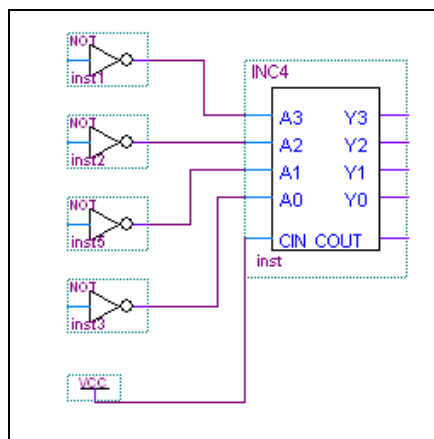 NOT
inst1
NOT
inst2
NOT
inst5
NOT
inst3
VCC
INC4
A3 Y3
A2 Y2
A1 Y1
A0 Y0
CIN COUT
inst